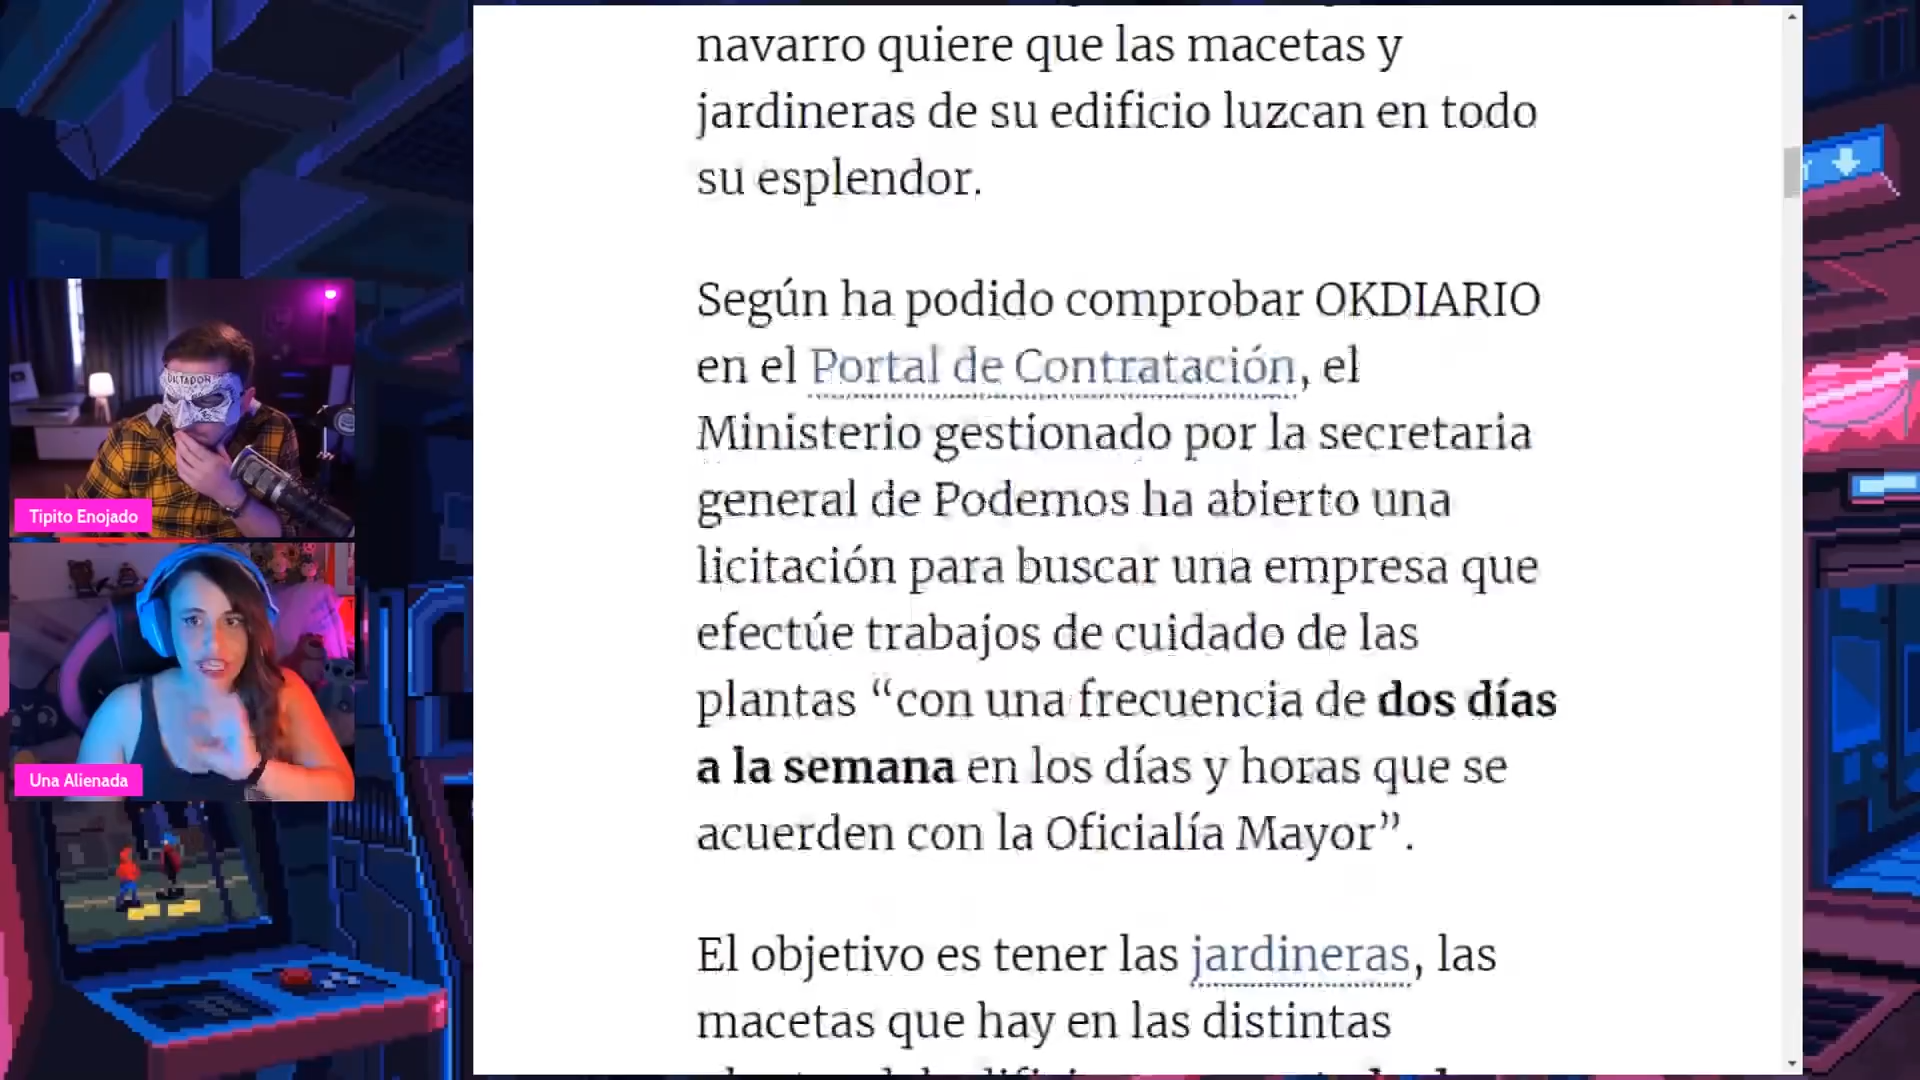 navarro quiere que las macetas y
jardineras de su edificio luzcan en todo
su esplendor.
Según ha podido comprobar OKDIARIO
en el Portal de Contratación, el
Ministerio gestionado por la secretaria
general de Podemos ha abierto una
licitación para buscar una empresa que
efectúe trabajos de cuidado de las
plantas “con una frecuencia de dos días
a la semana en los días y horas que se
acuerden con la Oficialía Mayor”.
El objetivo es tener las jardineras, las
macetas que hay en las distintas
DICTADOR
Tipito Enojado
Una Alienada